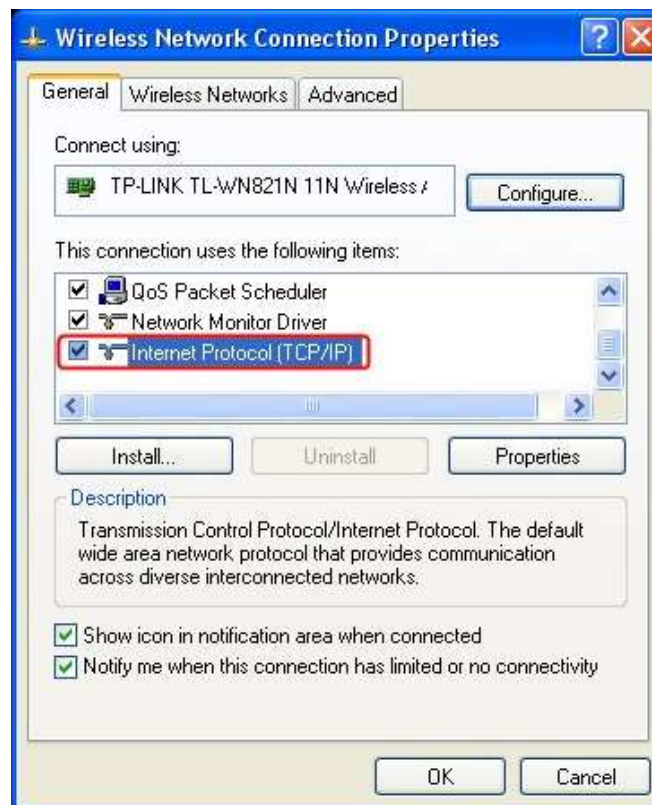 Wireless Network Connection Properties
General
Wireless Networks
Advanced
Connect using:
TP-LINK TL-WN821N 11N Wireless
Configure...
This connection uses the following items:
QoS Packet Scheduler
Network Monitor Driver
Internet Protocol (TCP/IP)
Install...
Uninstall
Properties
Description
Transmission Control Protocol/Internet Protocol. The default
wide area network protocol that provides communication
across diverse interconnected networks.
Show icon in notification area when connected
Notify me when this connection has limited or no connectivity
OK
Cancel